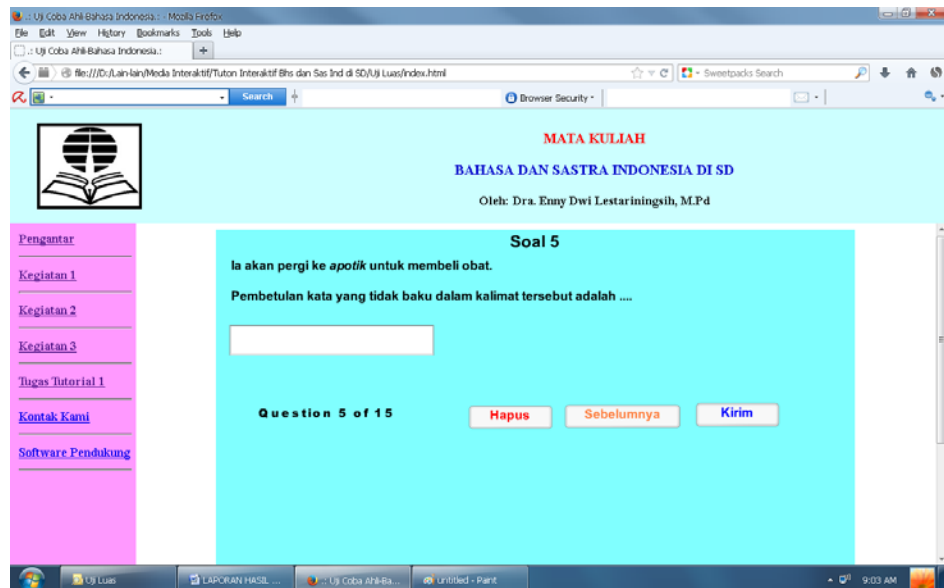 .: Uji Coba Ahli-Bahasa Indonesia.: - Mozilla Firefox
File Edit View History Bookmarks Tools Help
.: Uji Coba Ahli-Bahasa Indonesia.: +
file:///D:/Lain-lain/Media Interaktif/Tuton Interaktif Bhs dan Sas Ind di SD/Uji Luas/index.html
Sweetpacks Search
Search
Browser Security
MATA KULIAH
BAHASA DAN SASTRA INDONESIA DI SD
Oleh: Dra. Enny Dwi Lestariningsih, M.Pd
Pengantar
Kegiatan 1
Kegiatan 2
Kegiatan 3
Tugas Tutorial 1
Kontak Kami
Software Pendukung
Soal 5
Ia akan pergi ke apotik untuk membeli obat.
Pembetulan kata yang tidak baku dalam kalimat tersebut adalah ....
Question 5 of 15
Hapus
Sebelumnya
Kirim
Uji Luas
LAPORAN HASIL ...
.: Uji Coba Ahli-Ba...
untitled - Paint
9:03 AM